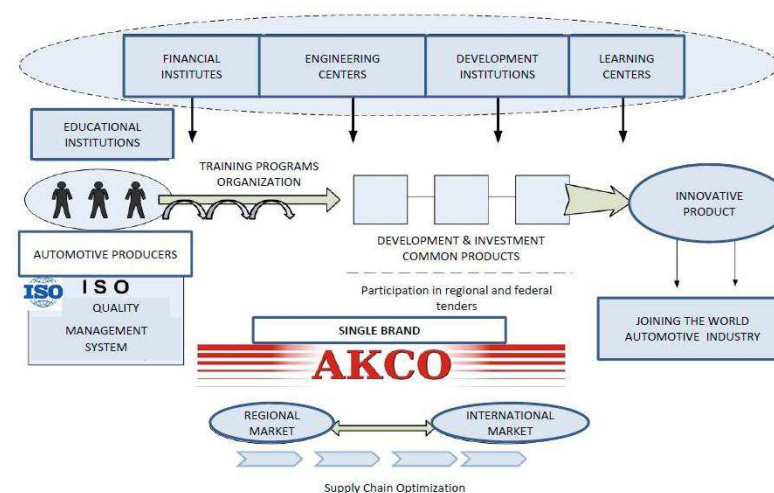 FINANCIAL
INSTITUTES
ENGINEERING
CENTERS
DEVELOPMENT
INSTITUTIONS
LEARNING
CENTERS
EDUCATIONAL
INSTITUTIONS
TRAINING PROGRAMS
ORGANIZATION
INNOVATIVE
PRODUCT
AUTOMOTIVE PRODUCERS
DEVELOPMENT & INVESTMENT
COMMON PRODUCTS
ISO
ISO
QUALITY
MANAGEMENT
SYSTEM
Participation in regional and federal
tenders
JOINING THE WORLD
AUTOMOTIVE INDUSTRY
SINGLE BRAND
AKCO
REGIONAL
MARKET
INTERNATIONAL
MARKET
Supply Chain Optimization